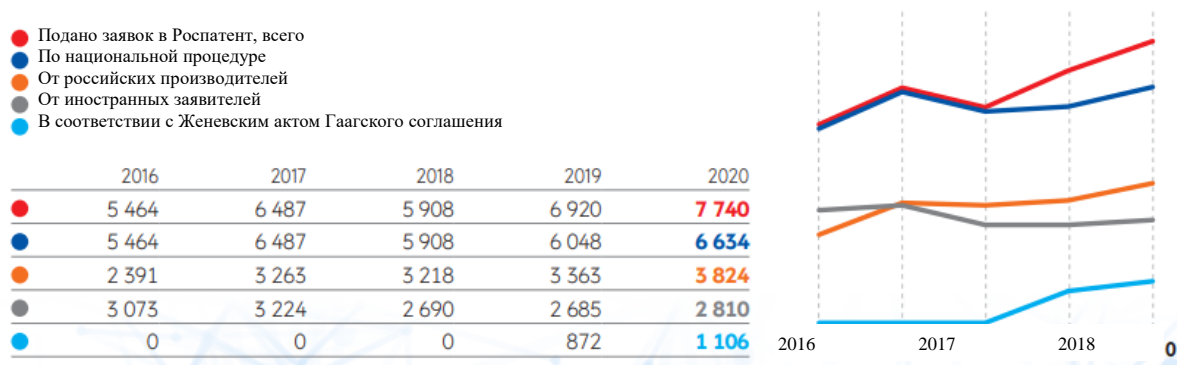 Подано заявок в Роспатент, всего
По национальной процедуре
От российских производителей
От иностранных заявителей
В соответствии с Женевским актом Гаагского соглашения
2016 2017 2018 2019 2020
5 464 6 487 5 908 6 920 7 740
5 464 6 487 5 908 6 048 6 634
2 391 3 263 3 218 3 363 3 824
3 073 3 224 2 690 2 685 2 810
0 0 0 872 1 106
2016 2017 2018 0